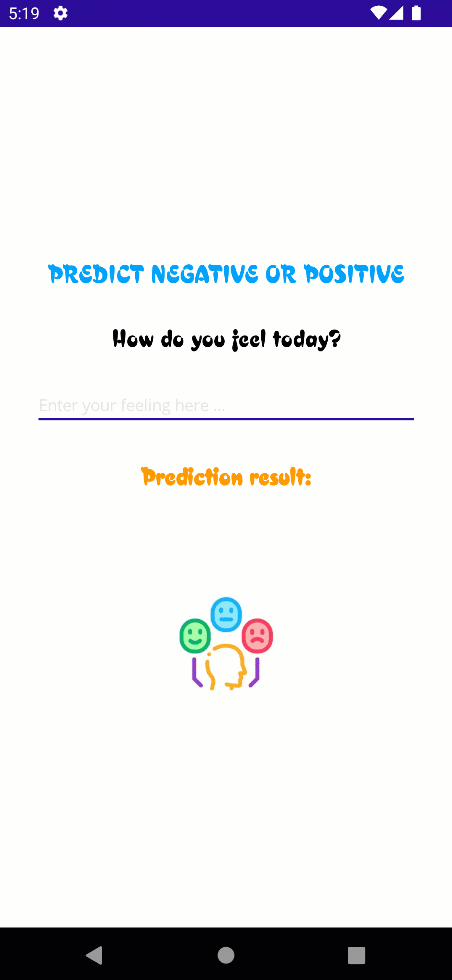 5:19
PREDICT NEGATIVE OR POSITIVE
How do you feel today?
Enter your feeling here ...
Prediction result: